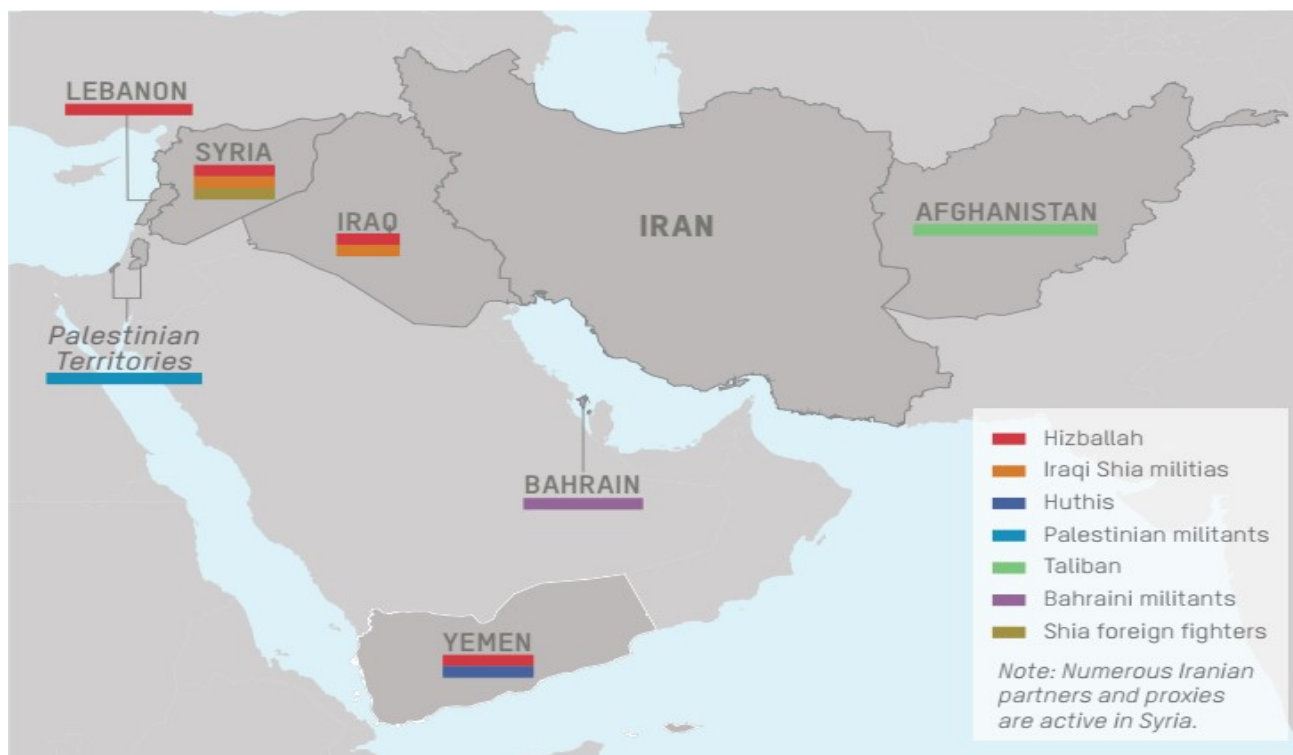 LEBANON
SYRIA
IRAQ
IRAN
AFGHANISTAN
Palestinian
Territories
BAHRAIN
YEMEN
Hizballah
Iraqi Shia militias
Huthis
Palestinian militants
Taliban
Bahraini militants
Shia foreign fighters
Note: Numerous Iranian
partners and proxies
are active in Syria.